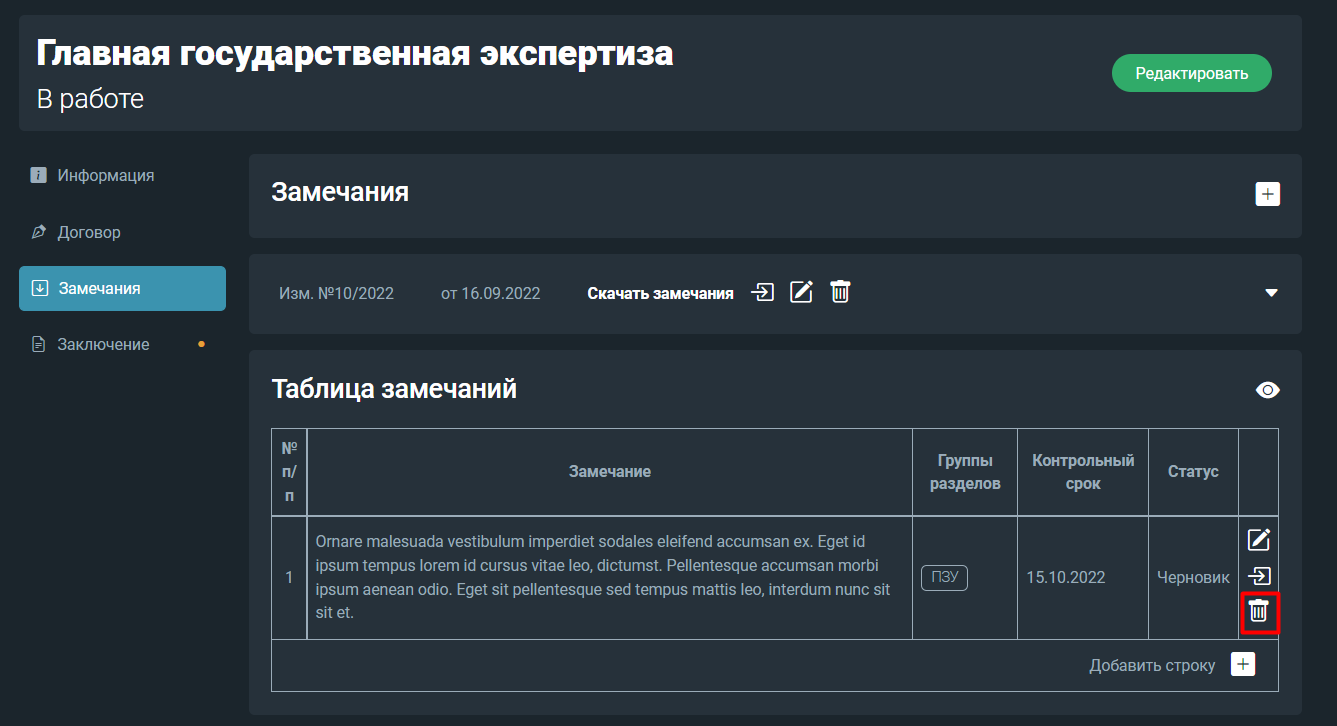 Главная государственная экспертиза
В работе
Редактировать
Информация
Договор
Замечания
Заключение
Замечания
Изм. №10/2022 от 16.09.2022 Скачать замечания
Таблица замечаний
№
п/
п
Замечание
Группы
разделов
Контрольный
срок
Статус
1
Ornare malesuada vestibulum imperdiet sodales eleifend accumsan ex. Eget id
ipsum tempus lorem id cursus vitae leo, dictumst. Pellentesque accumsan morbi
ipsum aenean odio. Eget sit pellentesque sed tempus mattis leo, interdum nunc sit
sit et.
ПЗУ
15.10.2022
Черновик
Добавить строку